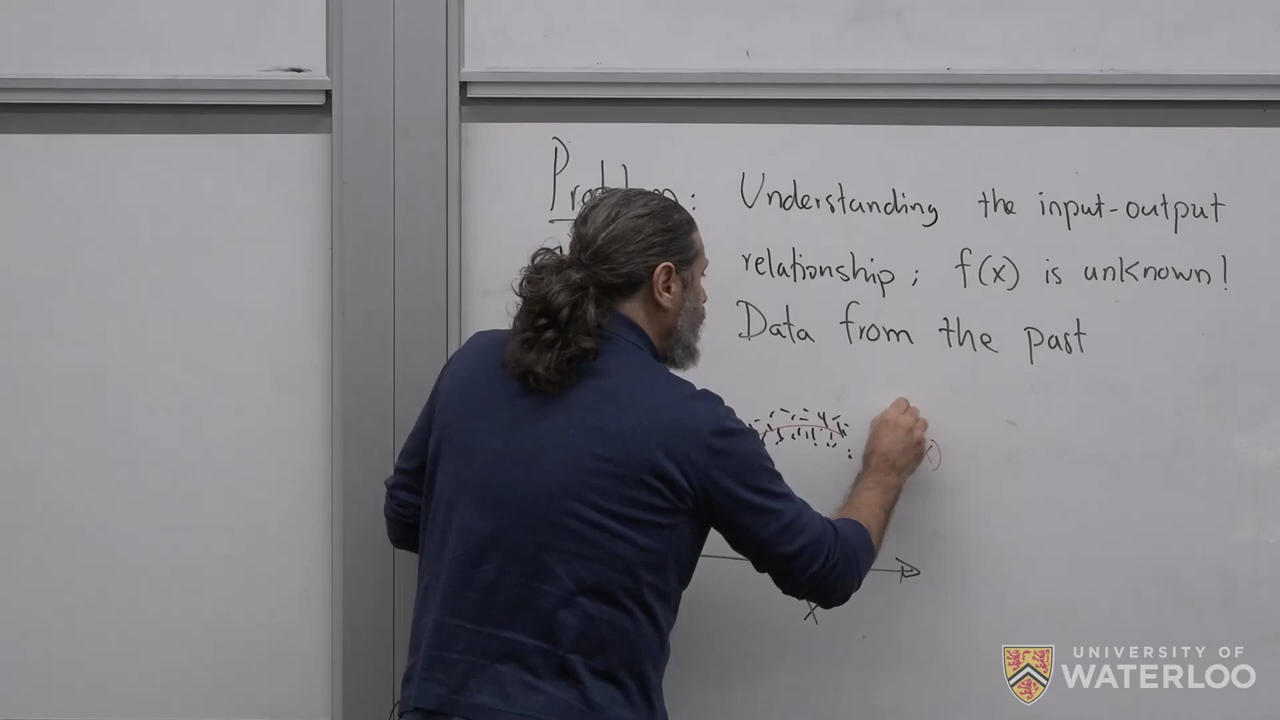 Problem: Understanding the input-output
relationship; f(x) is unknown!
Data from the past
x)
x
UNIVERSITY OF
WATERLOO